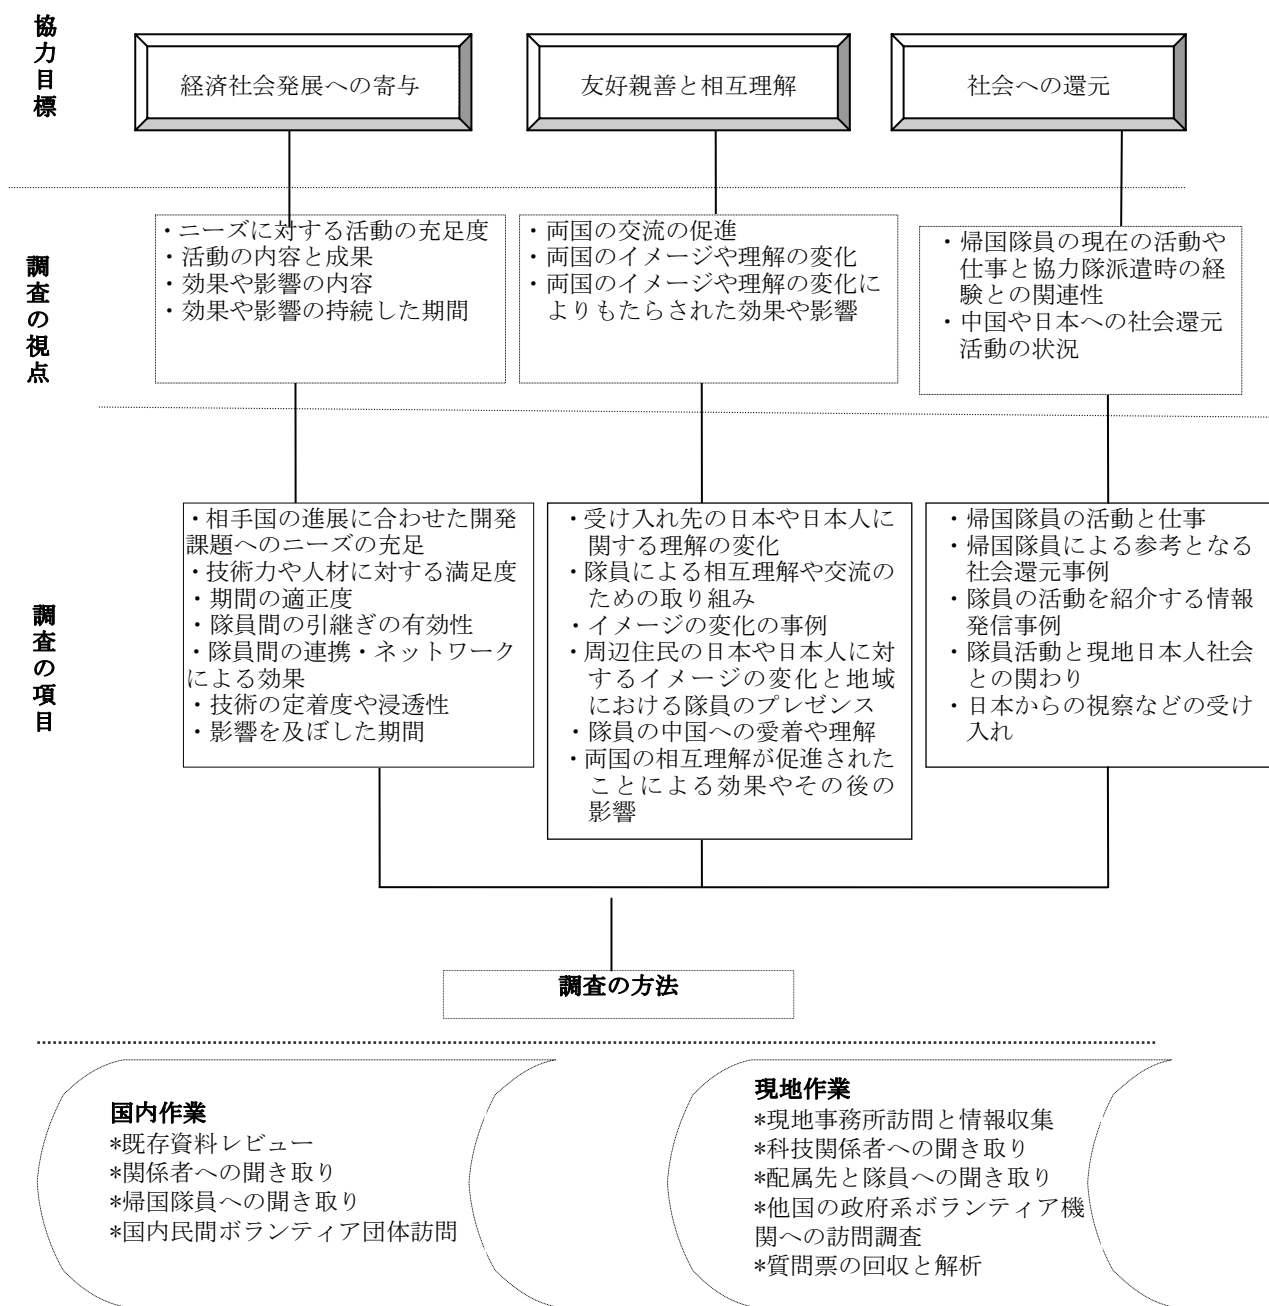 協力目標
経済社会発展への寄与
友好親善と相互理解
社会への還元
調査の視点
・ニーズに対する活動の充足度
・活動の内容と成果
・効果や影響の内容
・効果や影響の持続した期間
・両国の交流の促進
・両国のイメージや理解の変化
・両国のイメージや理解の変化に
よりもたらされた効果や影響
・帰国隊員の現在の活動や
仕事と協力隊派遣時の経
験との関連性
・中国や日本への社会還元
活動の状況
調査の項目
・相手国の進展に合わせた開発
課題へのニーズの充足
・技術力や人材に対する満足度
・期間の適正度
・隊員間の引継ぎの有効性
・隊員間の連携・ネットワーク
による効果
・技術の定着度や浸透性
・影響を及ぼした期間
・受け入れ先の日本や日本人に
関する理解の変化
・隊員による相互理解や交流の
ための取り組み
・イメージの変化の事例
・周辺住民の日本や日本人に対
するイメージの変化と地域
における隊員のプレゼンス
・隊員の中国への愛着や理解
・両国の相互理解が促進された
ことによる効果やその後の
影響
・帰国隊員の活動と仕事
・帰国隊員による参考となる
社会還元事例
・隊員の活動を紹介する情報
発信事例
・隊員活動と現地日本人社会
との関わり
・日本からの視察などの受け
入れ
調査の方法
国内作業
*既存資料レビュー
*関係者への聞き取り
*帰国隊員への聞き取り
*国内民間ボランティア団体訪問
現地作業
*現地事務所訪問と情報収集
*科技関係者への聞き取り
*配属先と隊員への聞き取り
*他国の政府系ボランティア機
関への訪問調査
*質問票の回収と解析